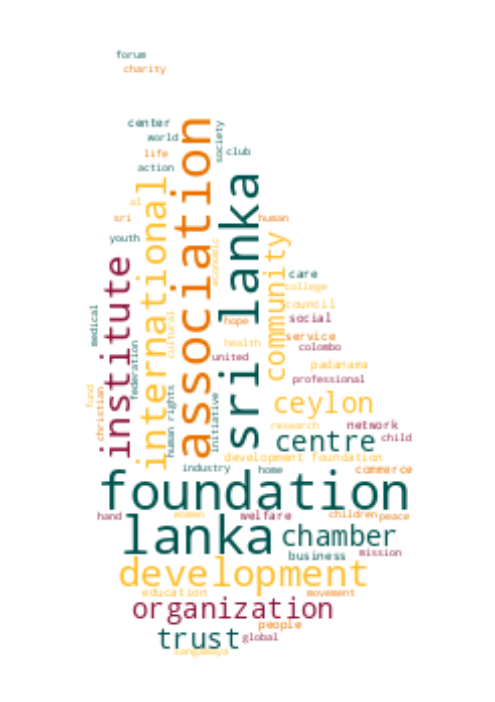 forum
charity
center
world
society
club
life
action
association
international
sri lanka
al
sri
human
youth
community
economic
institute
care
college
medical
federation
cultural
hope
council
social
service
health
colombo
united
padanama
professional
fund
christian
human rights
initiative
ceylon
research
network
centre
child
development foundation
industry
home
commerce
foundation
hand
women
welfare
children
peace
lanka
chamber
business
mission
development
education
movement
organization
people
trust
global
sangamaya